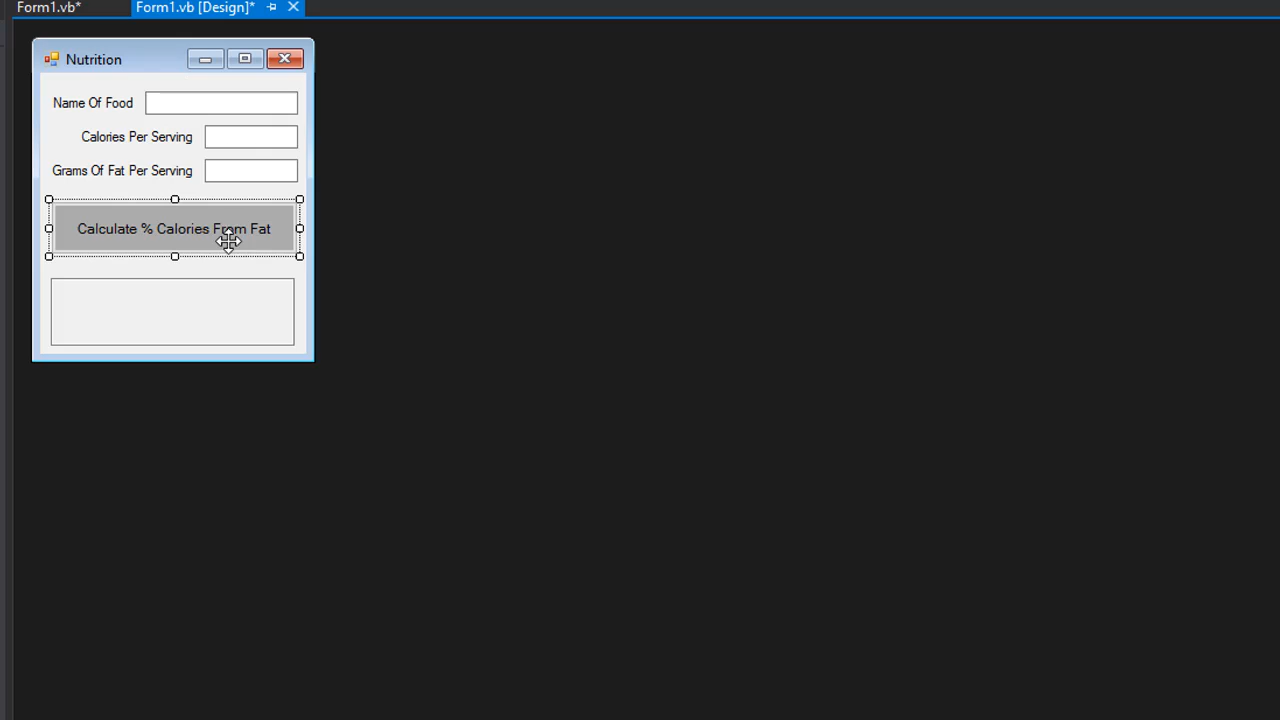 Form1.vb* Form1.vb [Design]*
Nutrition
Name Of Food
Calories Per Serving
Grams Of Fat Per Serving
Calculate % Calories From Fat